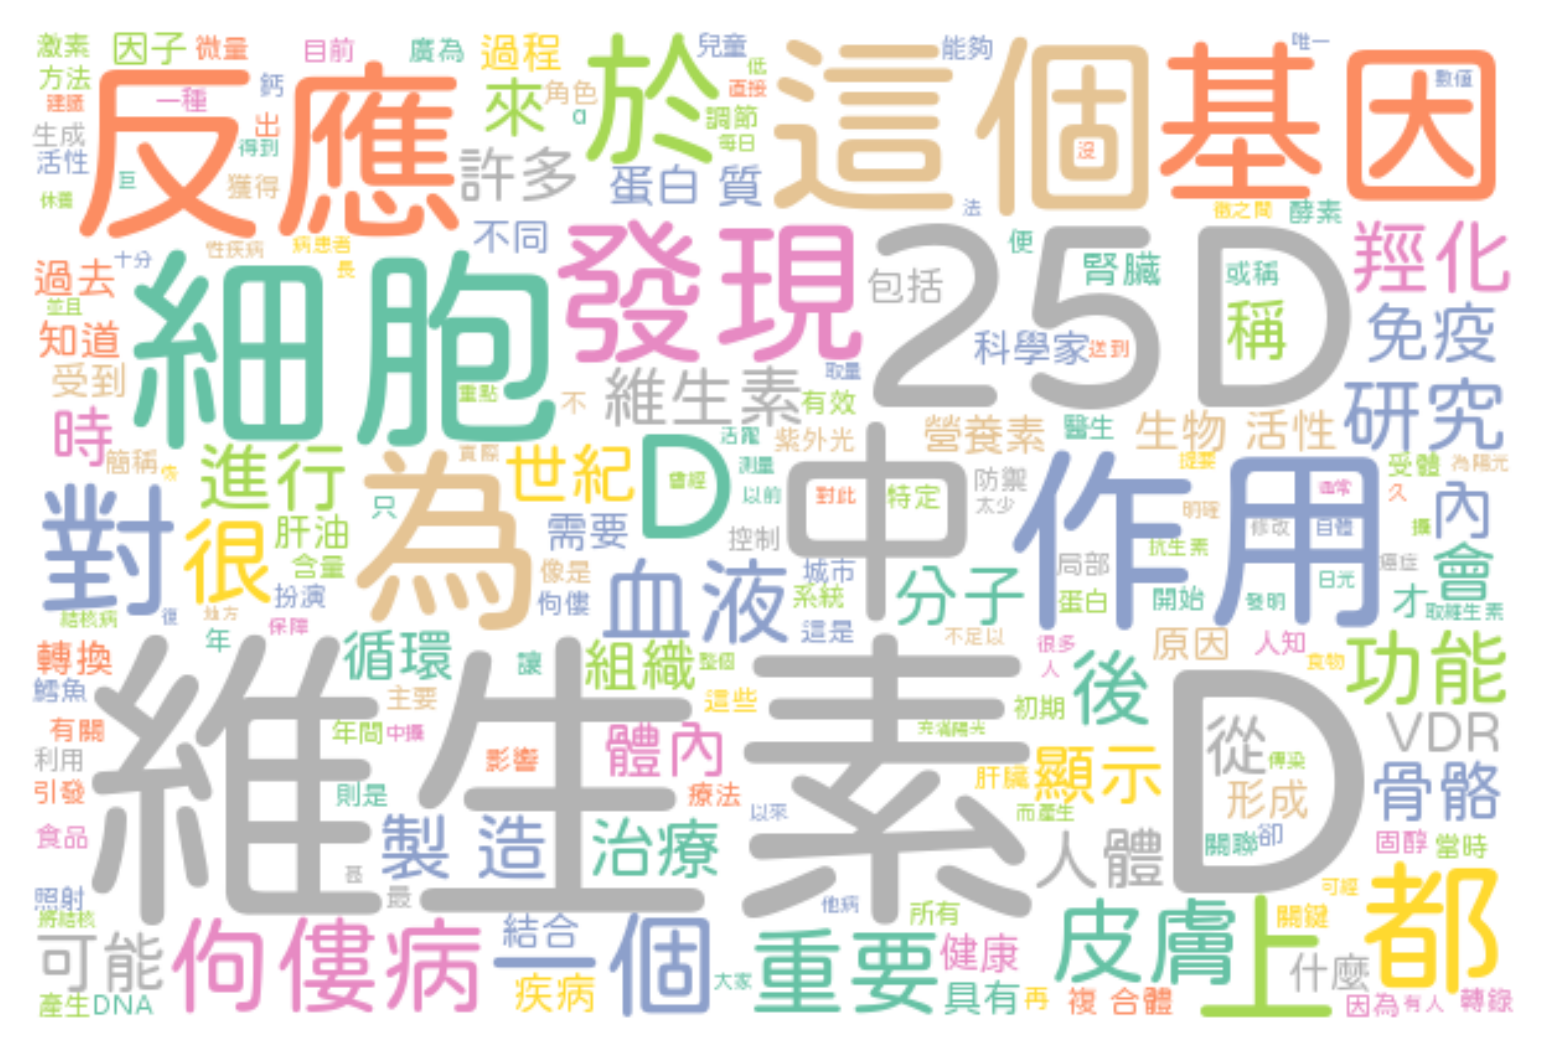 激素 因子 微量 目前 廣為 過程 於 兒童 能夠 唯一
方法 反應 鈣 來 角色 低 這個 基因 數值
一種 直接
生成 出 a 調節
活性 得到 許多 每日 沒
巨 獲得 蛋白 質
休養 法 酵素
性疾病 病患者 不同 發現 25D 便 羥化
過去 十分 長 包括 腎臟 或稱
並且 細胞 稱 免疫
知道 科學家 送到
受到 維生素 取量 研究
重點 不 有效
時 營養素 醫生 生物 活性
簡稱 進行 為 實際 世紀 D 活躍 紫外光 中 作用 受體 為陽光
測量 防禦 提要
對 很 只 曾經 以前 對此 特定 太少 明確 通常 久 內
肝油 需要 控制 修改 自體 攝
含量 像是 血液 城市 局部 抗生素 癌症 會
扮演 佝僂 系統 分子 蛋白 開始 發明 日光 才 取維生素
結核病 復 地方 這是
年 保障 不足以 很多 原因 人知
轉換 維生素D 循環 讓 組織 整個 人 後 食物 功能
鱈魚 主要 這些 初期
有關 年間 中攝 體內 充滿陽光 從 VDR
利用 影響 顯示 傳染
引發 則是 療法 肝臟 形成 骨骼
食品 製 造 治療 以來 而產生 人體 關聯 卻 固醇 當時
照射 甚 最 他病 所有 可經
將結核 結合 皮膚 上 關鍵 都
可能 佝僂病 一個 重要 健康 什麼
產生DNA 疾病 大家 具有 再 複 合體 因為 有人 轉錄